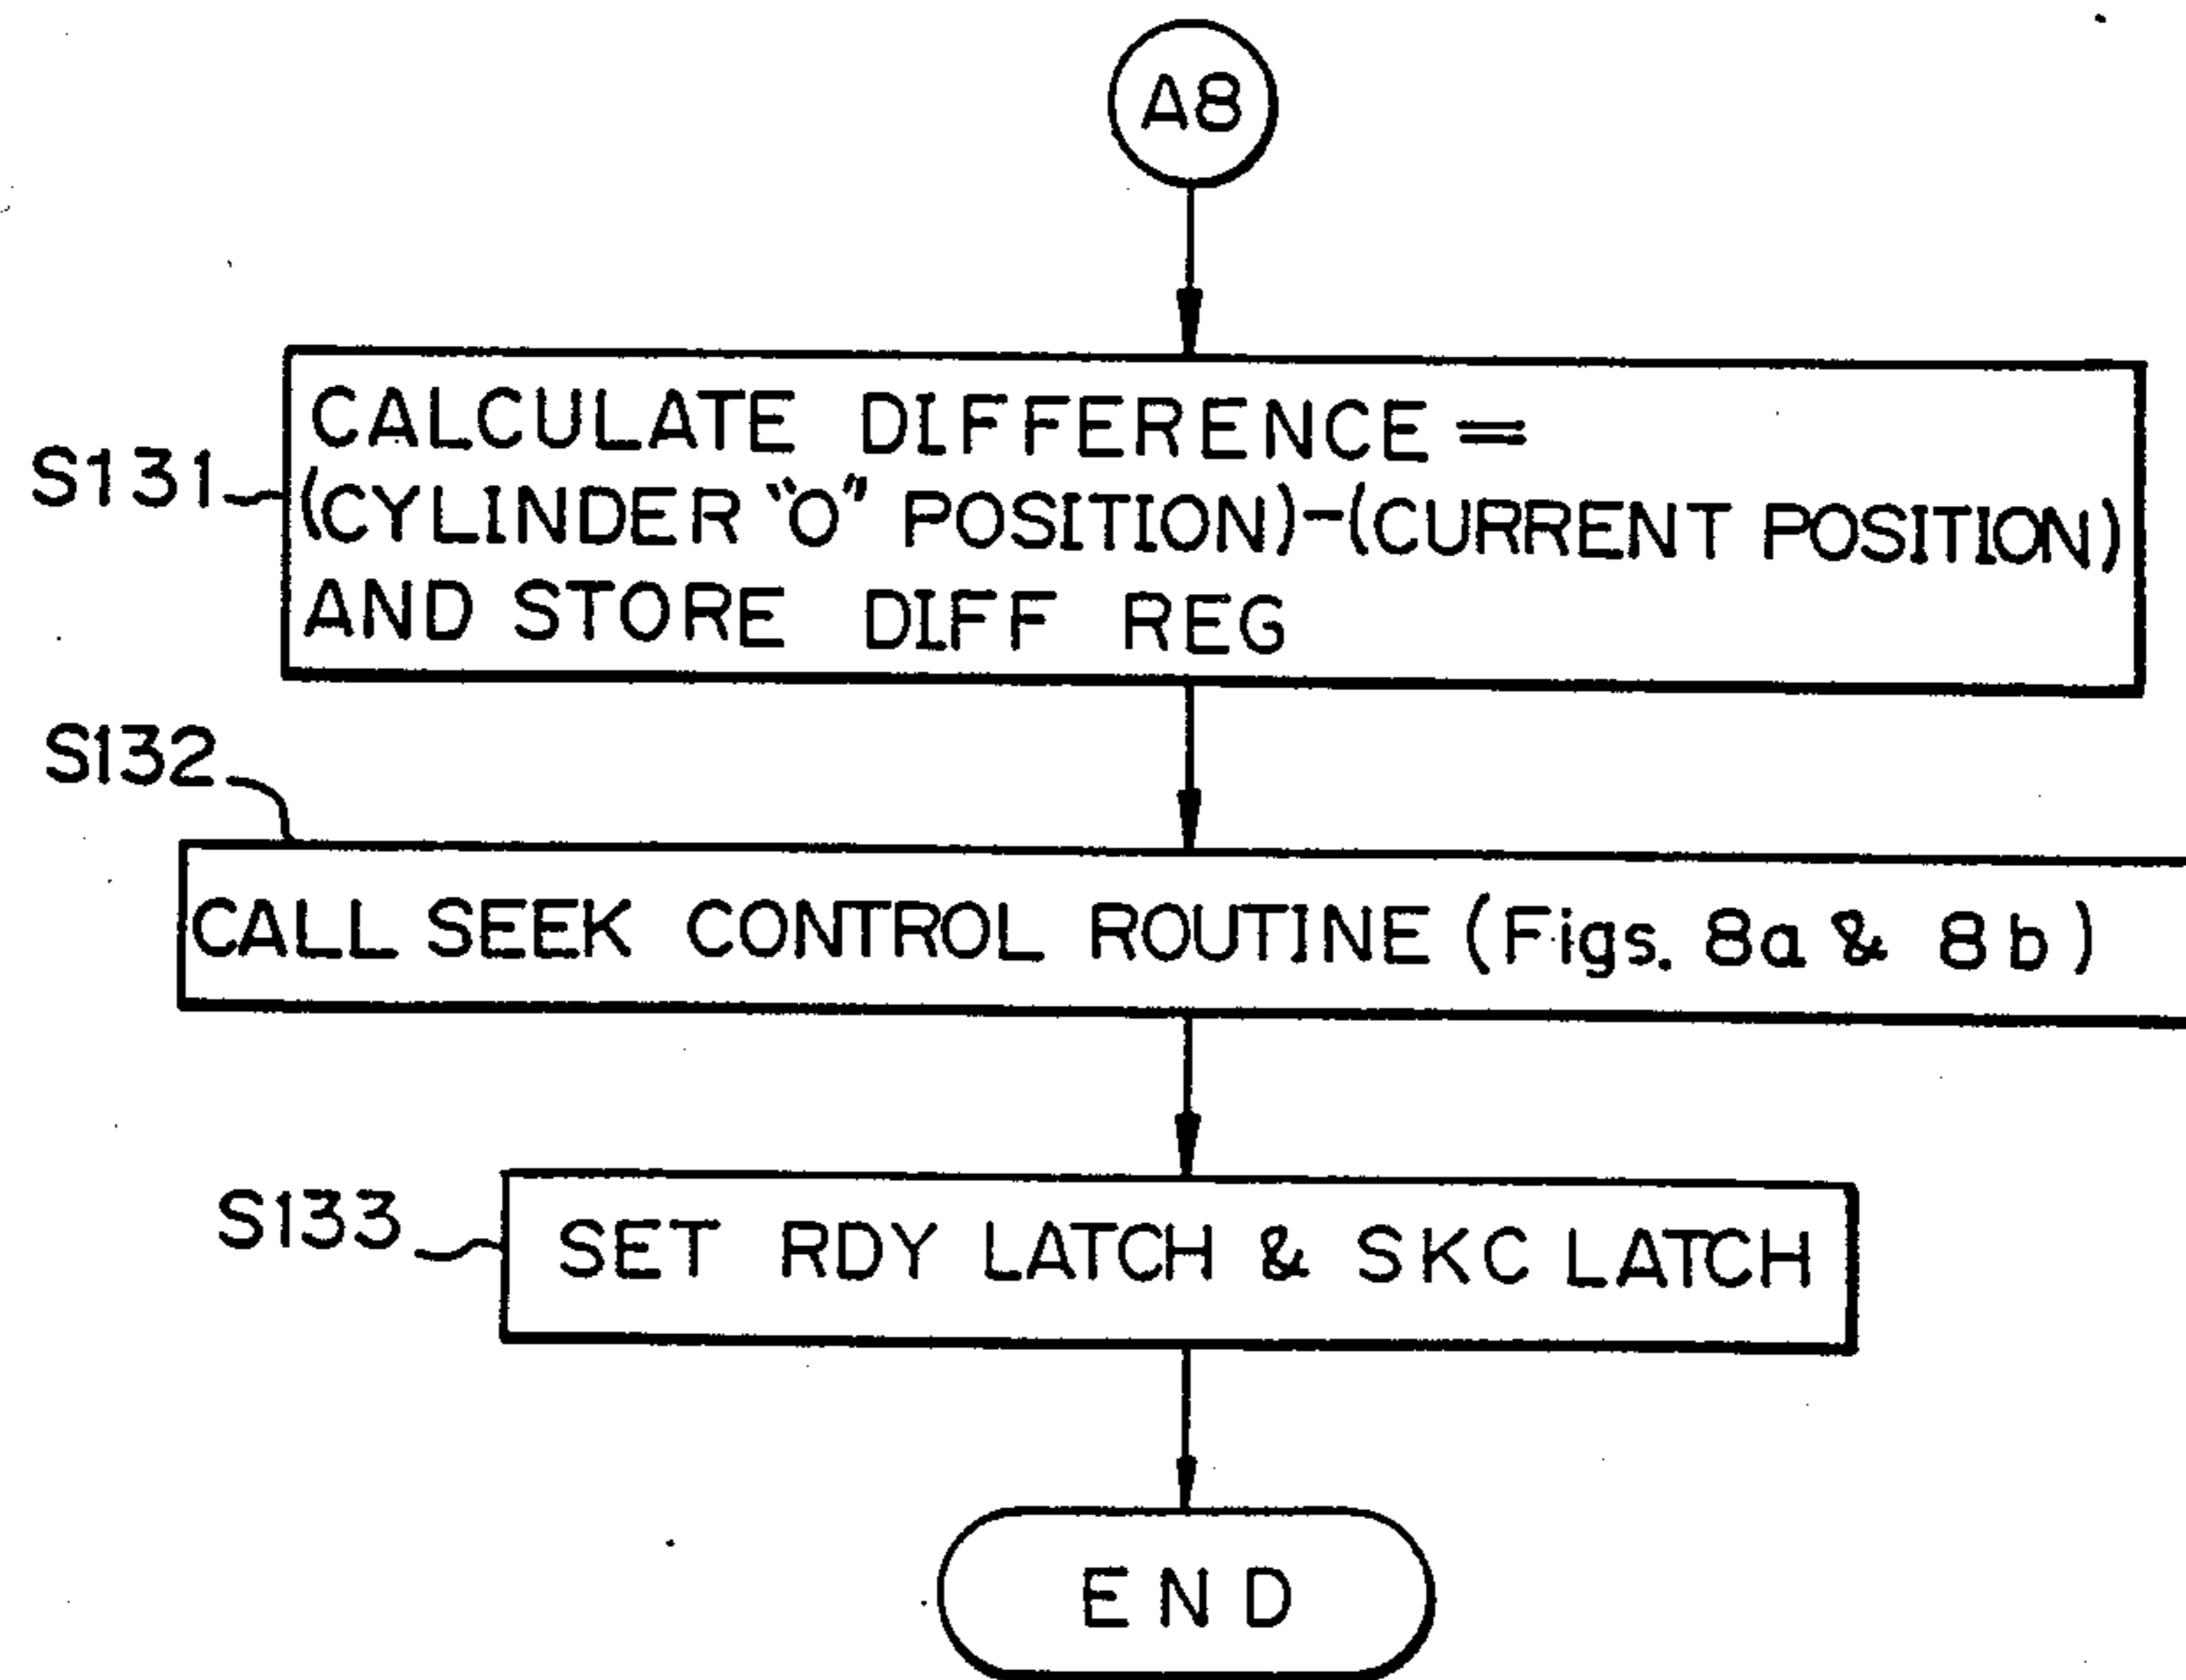 A8
S131
CALCULATE DIFFERENCE =
(CYLINDER "O" POSITION)-(CURRENT POSITION)
AND STORE DIFF REG
S132
CALL SEEK CONTROL ROUTINE (Figs. 8a & 8b)
S133
SET RDY LATCH & SKC LATCH
END